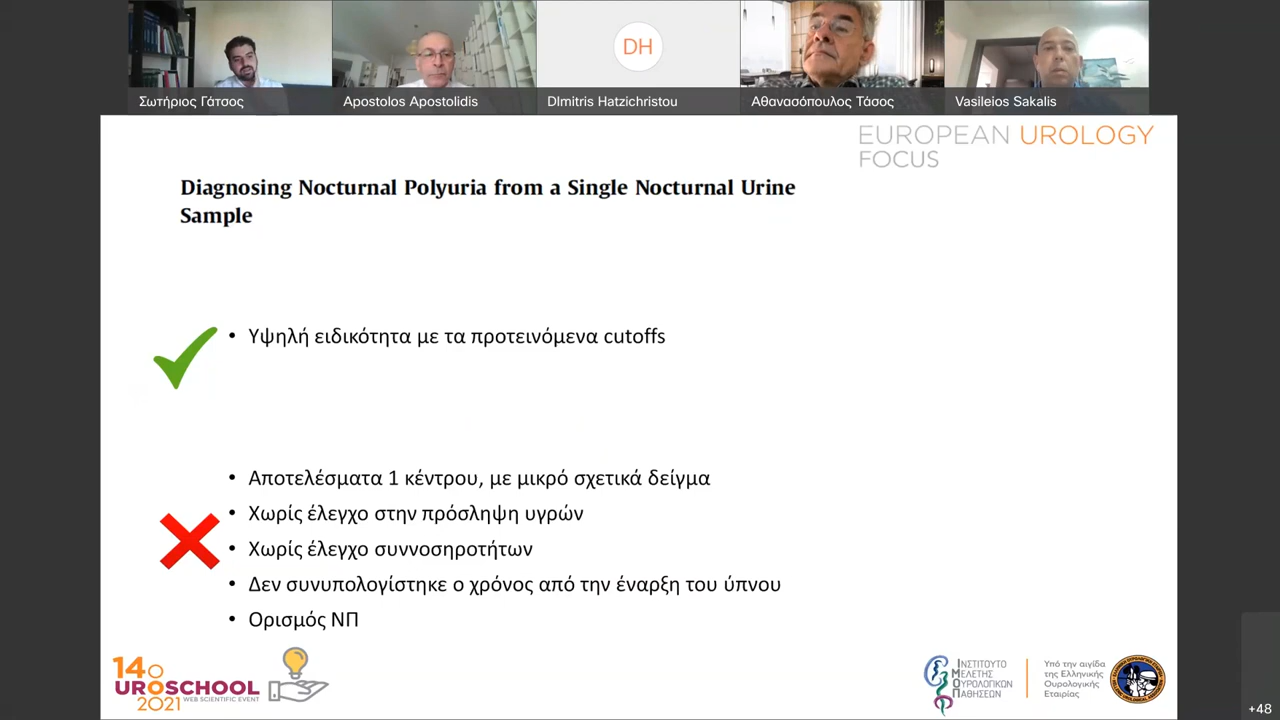 DH
Σωτήριος Γάτσος
Apostolos Apostolidis
DImitris Hatzichristou
Αθανασόπουλος Τάσος
Vasileios Sakalis
EUROPEAN UROLOGY
FOCUS
Diagnosing Nocturnal Polyuria from a Single Nocturnal Urine
Sample
• Υψηλή ειδικότητα με τα προτεινόμενα cutoffs
• Αποτελέσματα 1 κέντρου, με μικρό σχετικά δείγμα
• Χωρίς έλεγχο στην πρόσληψη υγρών
• Χωρίς έλεγχο συννοσηροτήτων
• Δεν συνυπολογίστηκε ο χρόνος από την έναρξη του ύπνου
• Ορισμός ΝΠ
14ο
UROSCHOOL
2021 WEB SCIENTIFIC EVENT
ΙΝΣΤΙΤΟΥΤΟ
ΜΕΛΕΤΗΣ
ΟΥΡΟΛΟΓΙΚΩΝ
ΠΑΘΗΣΕΩΝ
Υπό την αιγίδα
της Ελληνικής
Ουρολογικής
Εταιρίας
+48